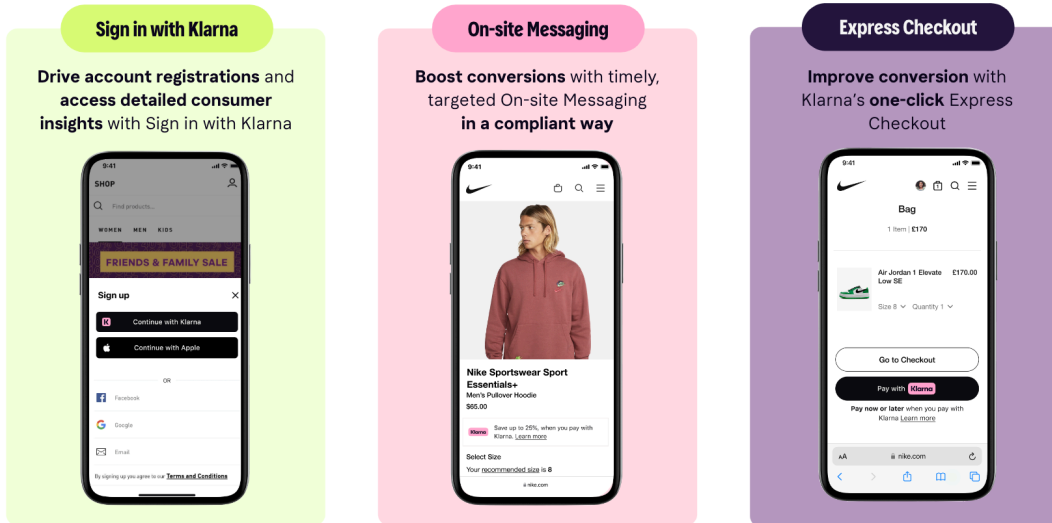 Sign in with Klarna
Drive account registrations and
access detailed consumer
insights with Sign in with Klarna
9:41
SHOP
Find products...
WOMEN MEN KIDS
FRIENDS & FAMILY SALE
Sign up
Continue with Klarna
Continue with Apple
OR
Facebook
Google
Email
By signing up you agree to our Terms and Conditions
On-site Messaging
Boost conversions with timely,
targeted On-site Messaging
in a compliant way
9:41
Nike Sportswear Sport
Essentials+
Men's Pullover Hoodie
$65.00
Klarna
Save up to 25%, when you pay with
Klarna. Learn more
Select Size
Your recommended size is 8
nike.com
Express Checkout
Improve conversion with
Klarna's one-click Express
Checkout
9:41
Bag
1 Item | £170
Air Jordan 1 Elevate £170.00
Low SE
Size 8 Quantity 1
Go to Checkout
Pay with Klarna
Pay now or later when you pay with
Klarna Learn more
AA nike.com